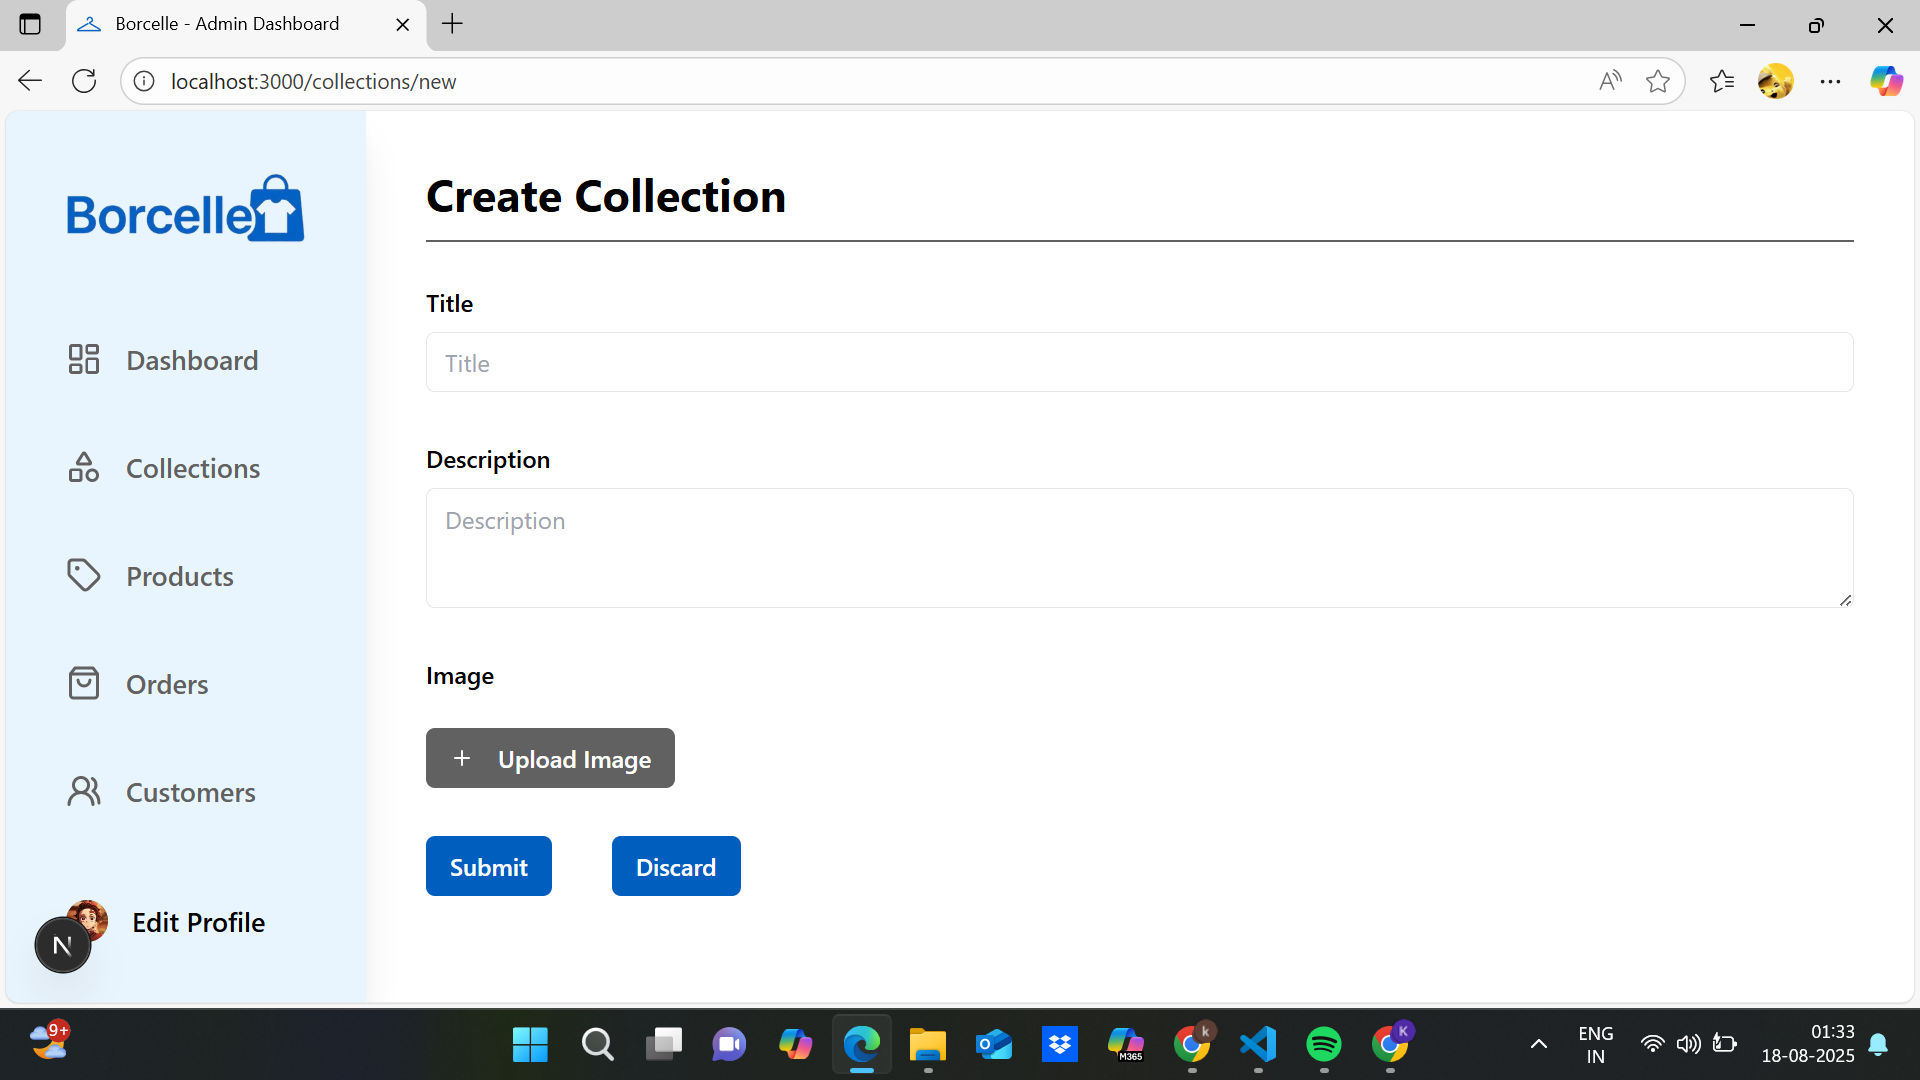 Borcelle - Admin Dashboard
localhost:3000/collections/new
Borcelle
Dashboard
Collections
Products
Orders
Customers
Edit Profile
N
Create Collection
Title
Title
Description
Description
Image
+ Upload Image
Submit Discard
9+
M365
k
K
ENG
IN
01:33
18-08-2025